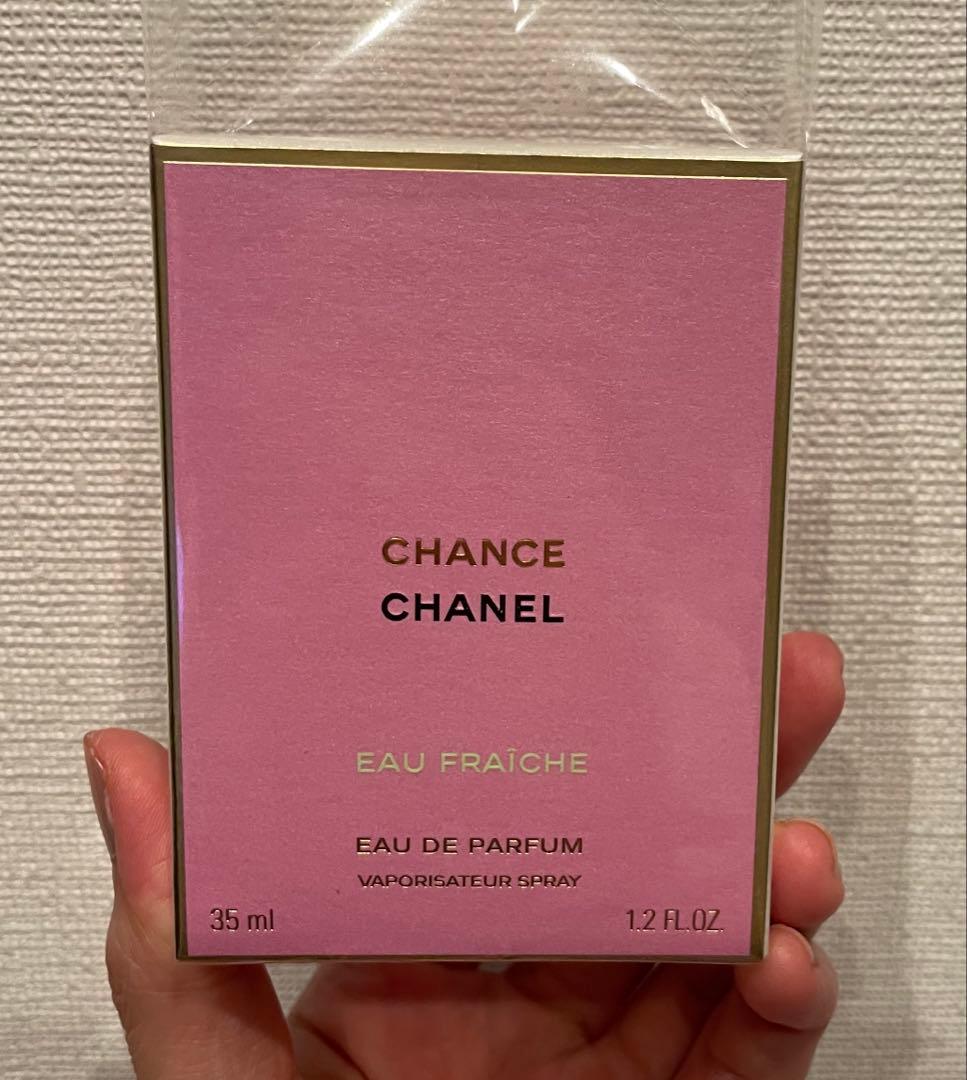 CHANCE
CHANEL
EAU FRAÎCHE
EAU DE PARFUM
VAPORISATEUR SPRAY
35 ml
1.2 FL.OZ.